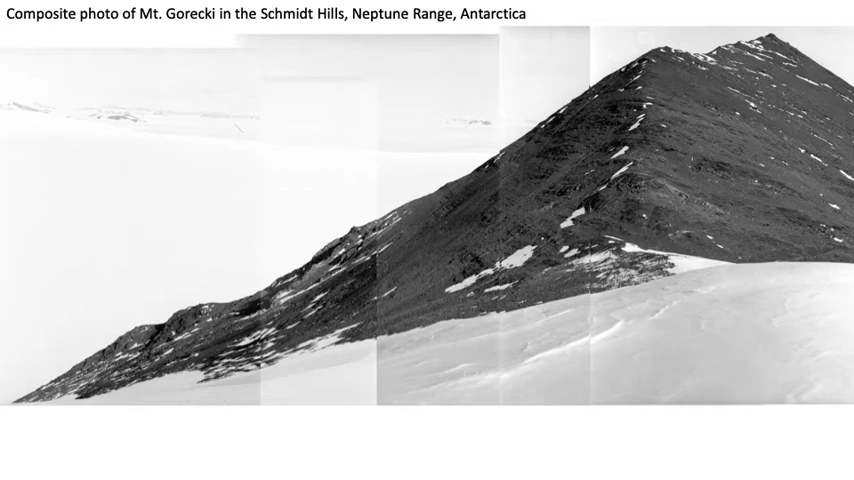 Composite photo of Mt. Gorecki in the Schmidt Hills, Neptune Range, Antarctica